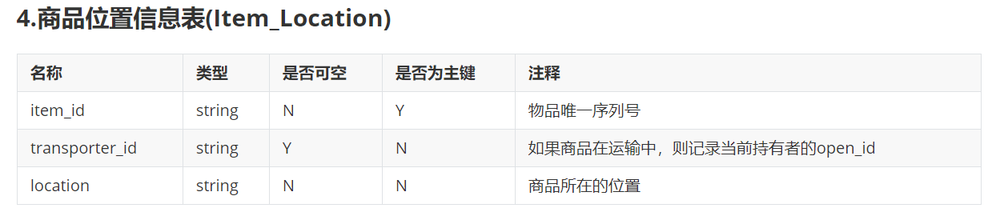 4.商品位置信息表(Item_Location)
名称 类型 是否可空 是否为主键 注释
item_id string N Y 物品唯一序列号
transporter_id string Y N 如果商品在运输中，则记录当前持有者的open_id
location string N N 商品所在的位置